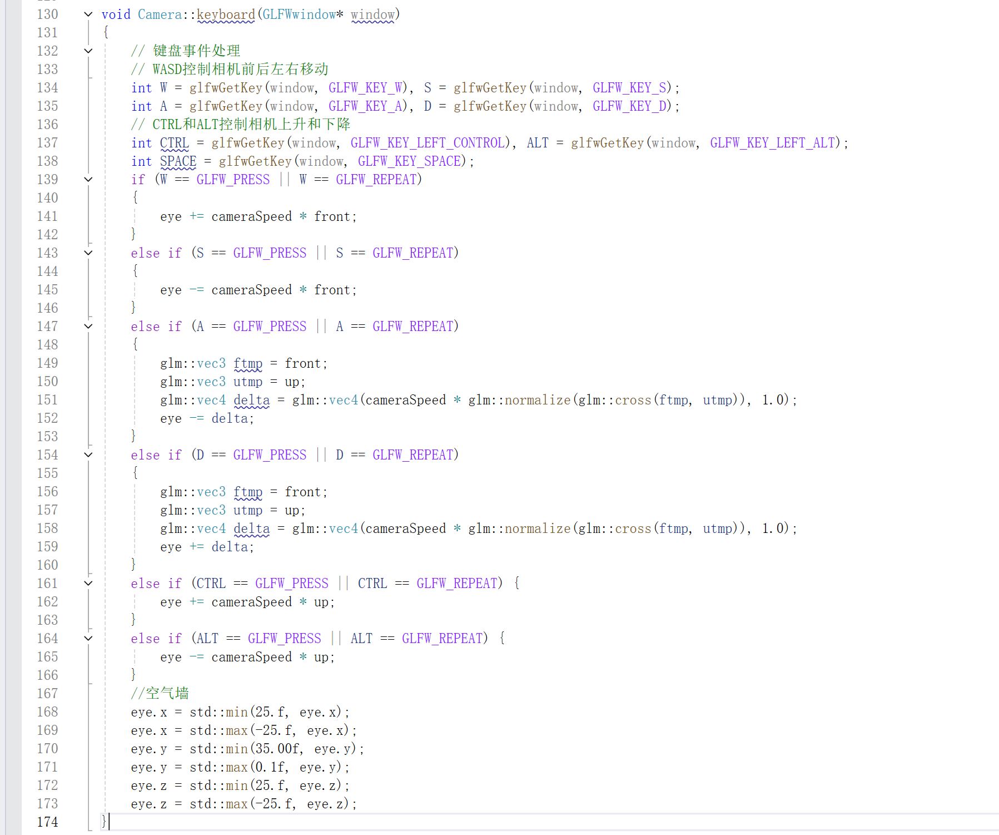 130 void Camera::keyboard(GLFWwindow* window)
131 {
132 // 键盘事件处理
133 // WASD控制相机前后左右移动
134 int W = glfwGetKey(window, GLFW_KEY_W), S = glfwGetKey(window, GLFW_KEY_S);
135 int A = glfwGetKey(window, GLFW_KEY_A), D = glfwGetKey(window, GLFW_KEY_D);
136 // CTRL和ALT控制相机上升和下降
137 int CTRL = glfwGetKey(window, GLFW_KEY_LEFT_CONTROL), ALT = glfwGetKey(window, GLFW_KEY_LEFT_ALT);
138 int SPACE = glfwGetKey(window, GLFW_KEY_SPACE);
139 if (W == GLFW_PRESS || W == GLFW_REPEAT)
140 {
141 eye += cameraSpeed * front;
142 }
143 else if (S == GLFW_PRESS || S == GLFW_REPEAT)
144 {
145 eye -= cameraSpeed * front;
146 }
147 else if (A == GLFW_PRESS || A == GLFW_REPEAT)
148 {
149 glm::vec3 ftmp = front;
150 glm::vec3 utmp = up;
151 glm::vec4 delta = glm::vec4(cameraSpeed * glm::normalize(glm::cross(ftmp, utmp)), 1.0);
152 eye -= delta;
153 }
154 else if (D == GLFW_PRESS || D == GLFW_REPEAT)
155 {
156 glm::vec3 ftmp = front;
157 glm::vec3 utmp = up;
158 glm::vec4 delta = glm::vec4(cameraSpeed * glm::normalize(glm::cross(ftmp, utmp)), 1.0);
159 eye += delta;
160 }
161 else if (CTRL == GLFW_PRESS || CTRL == GLFW_REPEAT) {
162 eye += cameraSpeed * up;
163 }
164 else if (ALT == GLFW_PRESS || ALT == GLFW_REPEAT) {
165 eye -= cameraSpeed * up;
166 }
167 //空气墙
168 eye.x = std::min(25.f, eye.x);
169 eye.x = std::max(-25.f, eye.x);
170 eye.y = std::min(35.00f, eye.y);
171 eye.y = std::max(0.1f, eye.y);
172 eye.z = std::min(25.f, eye.z);
173 eye.z = std::max(-25.f, eye.z);
174 }